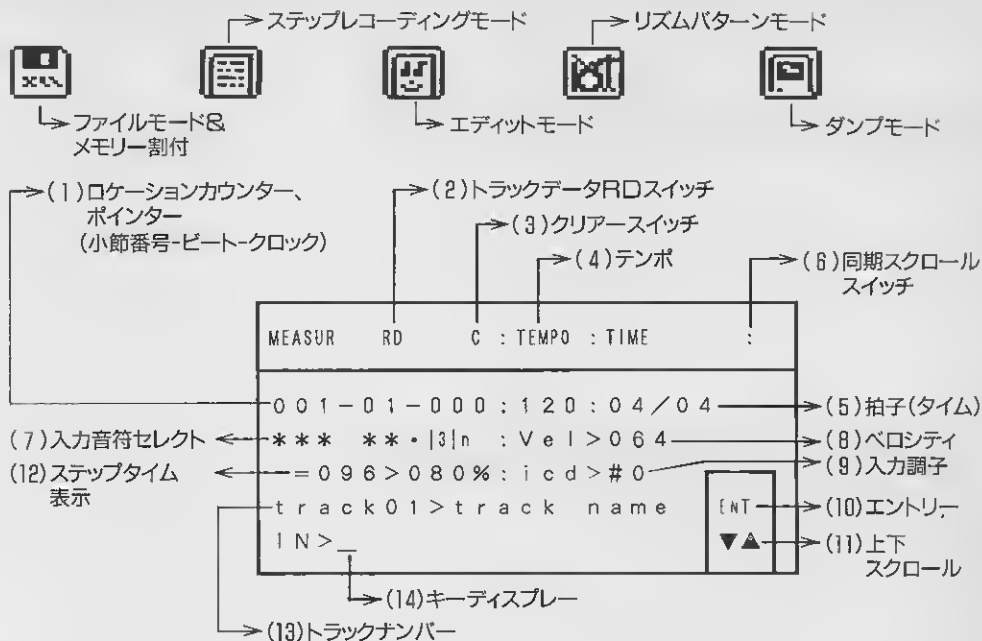 ステップレコーディングモード
リズムパターンモード
ファイルモード&
メモリー割付
エディットモード
ダンプモード
(1)ロケーションカウンター、
ポインター
(小節番号-ビート-クロック)
(2)トラックデータRDスイッチ
(3)クリアースイッチ
(4)テンポ
(6)同期スクロール
スイッチ
MEASUR RD C : TEMPO : TIME :
001-01-000:120:04/04
(5)拍子(タイム)
(7)入力音符セレクト
*** **・|3|n :Vel>064
(8)ベロシティ
(12)ステップタイム
表示
=096>080%:icd>#0
(9)入力調子
track01>track name
ENT
(10)エントリー
IN>_
▼▲
(11)上下
スクロール
(14)キーディスプレー
(13)トラックナンバー